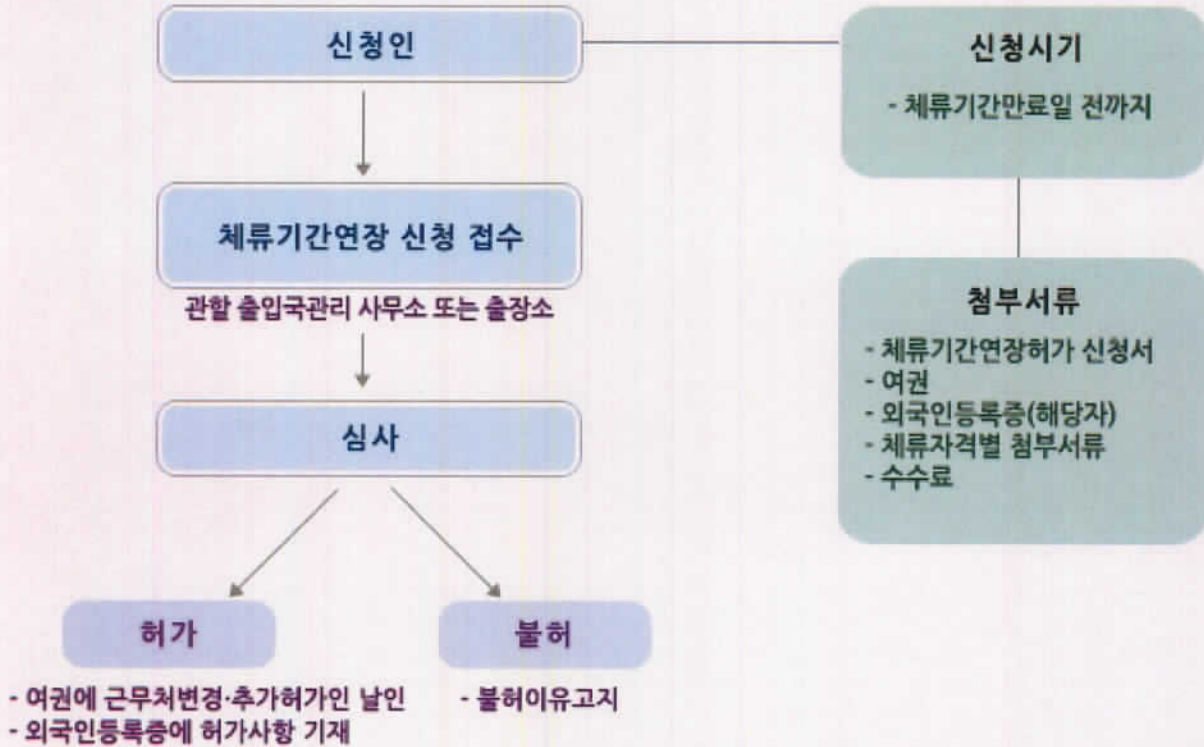 신청인
신청시기
- 체류기간만료일 전까지
체류기간연장 신청 접수
관할 출입국관리 사무소 또는 출장소
첨부서류
- 체류기간연장허가 신청서
- 여권
- 외국인등록증(해당자)
- 체류자격별 첨부서류
- 수수료
심사
허가
- 여권에 근무처변경·추가허가인 날인
- 외국인등록증에 허가사항 기재
불허
- 불허이유고지